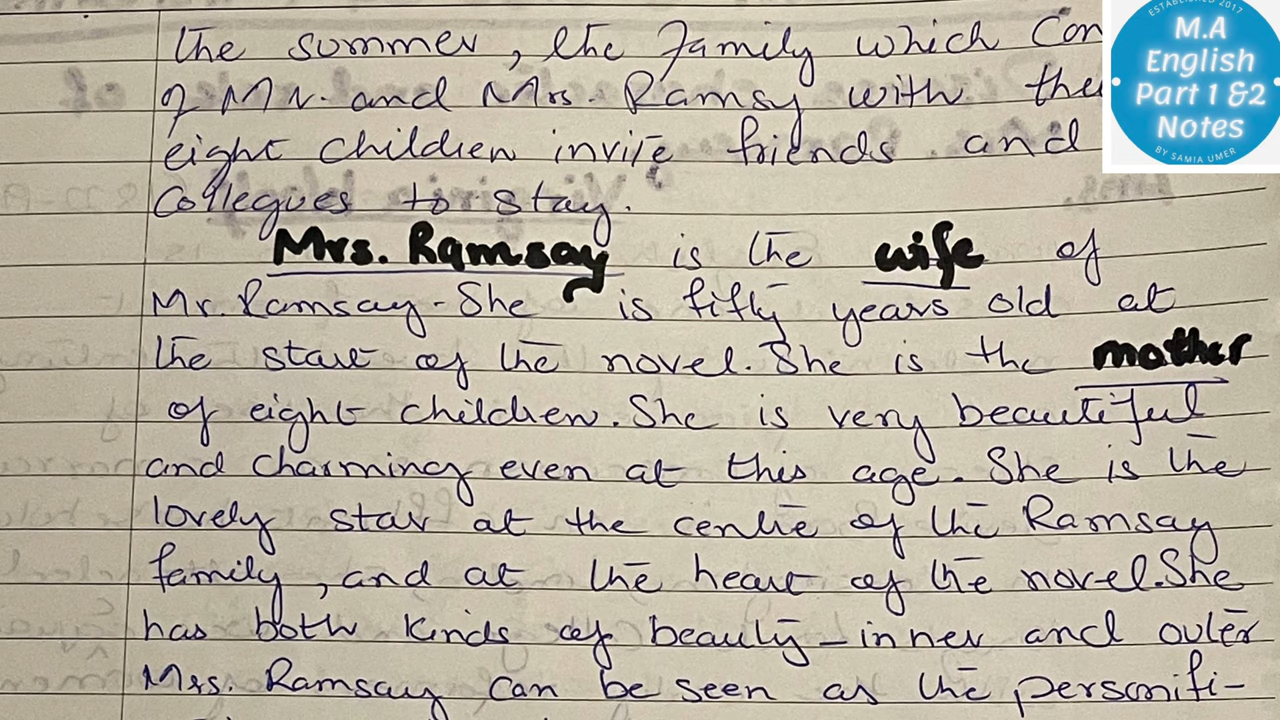 the summer, the family which Con
of Mr. and Mrs. Ramsy with the
eight children invite friends and
Collegues to stay.
Mrs. Ramsay is the wife of
Mr. Ramsay - She is fifty years old at
the start of the novel. She is the mother
of eight children. She is very beautiful
and charming even at this age. She is the
lovely star at the centre of the Ramsay
family, and at the heart of the novel. She
has both kinds of beauty - inner and outer
Mrs. Ramsay can be seen as the personifi-
ESTABLISHED 2017
M.A
English
Part 1 & 2
Notes
BY SAMIA UMER